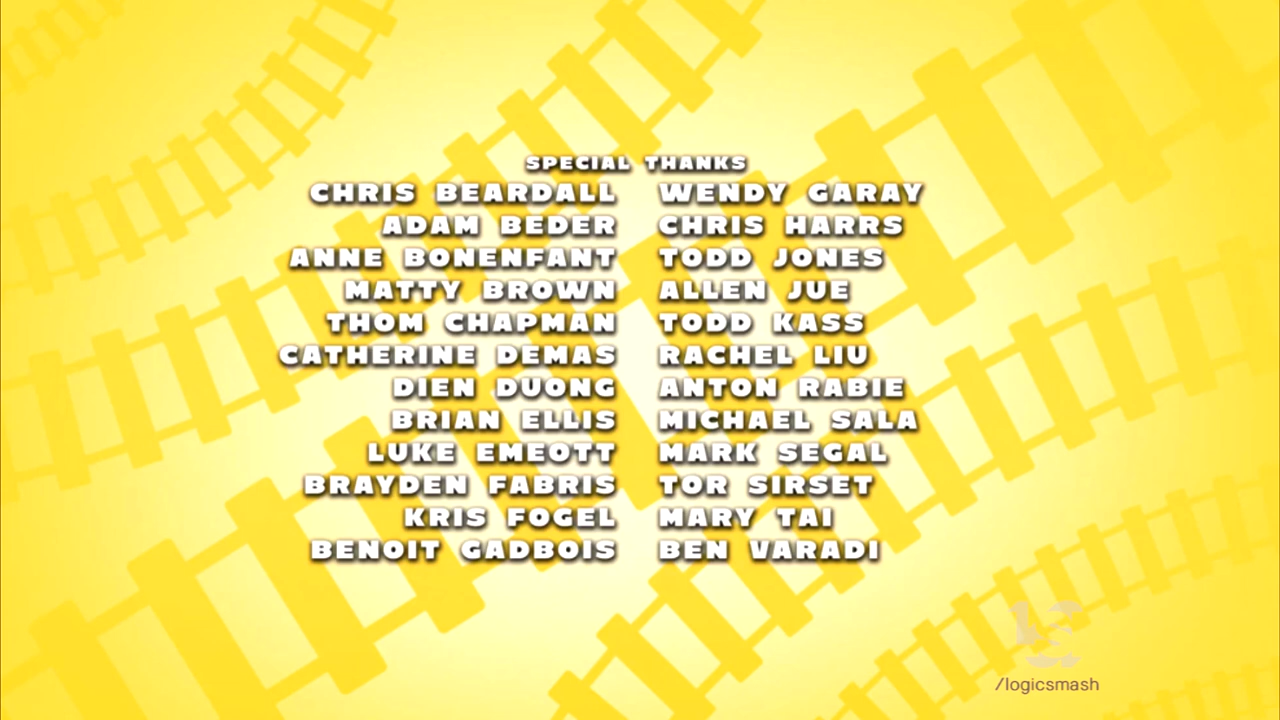 SPECIAL THANKS
CHRIS BEARDALL WENDY GARAY
ADAM BEDER CHRIS HARRS
ANNE BONENFANT TODD JONES
MATTY BROWN ALLEN JUE
THOM CHAPMAN TODD KASS
CATHERINE DEMAS RACHEL LIU
DIEN DUONG ANTON RABIE
BRIAN ELLIS MICHAEL SALA
LUKE EMEOTT MARK SEGAL
BRAYDEN FABRIS TOR SIRSET
KRIS FOGEL MARY TAI
BENOIT GADBOIS BEN VARADI
LS
/logicsmash